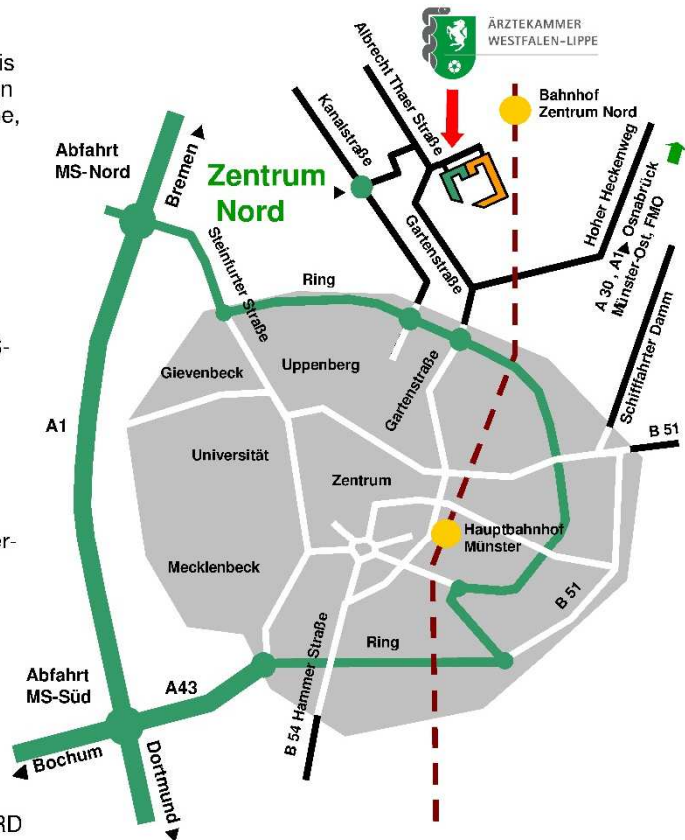 ÄRZTEKAMMER
WESTFALEN-LIPPE
Albrecht Thaer Straße
Bahnhof
Zentrum Nord
Kanalstraße
Abfahrt
MS-Nord
Bremen
Zentrum
Nord
Hoher Heckenweg
A 30, A1 Osnabrück
Münster-Ost, FMO
Gartenstraße
Steinfurter Straße
Ring
Schifffahrter Damm
Uppenberg
Gievenbeck
Gartenstraße
A1
B 51
Universität
Zentrum
Hauptbahnhof
Münster
Mecklenbeck
B 51
Ring
B 54 Hammer Straße
Abfahrt
MS-Süd
A43
Bochum
Dortmund